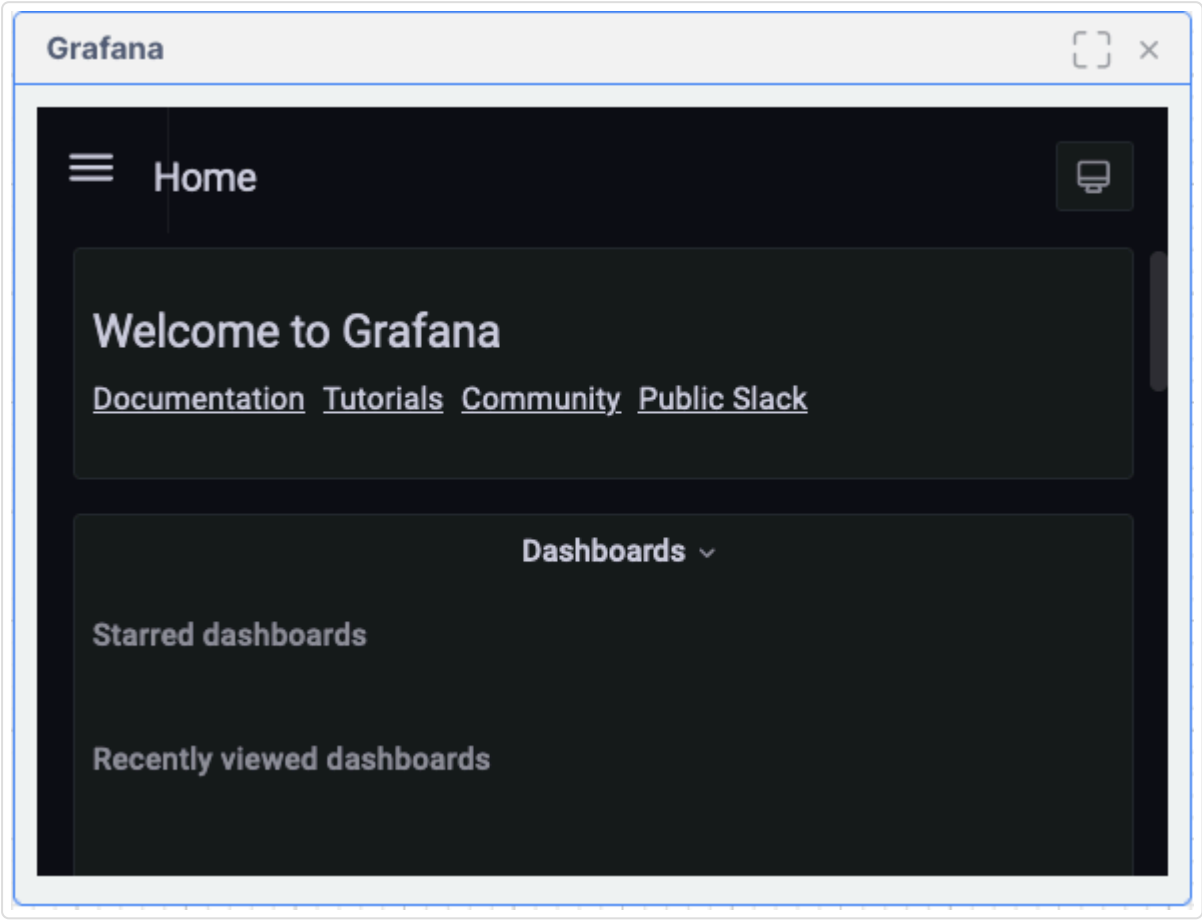 Grafana
Home
Welcome to Grafana
Documentation Tutorials Community Public Slack
Dashboards
Starred dashboards
Recently viewed dashboards